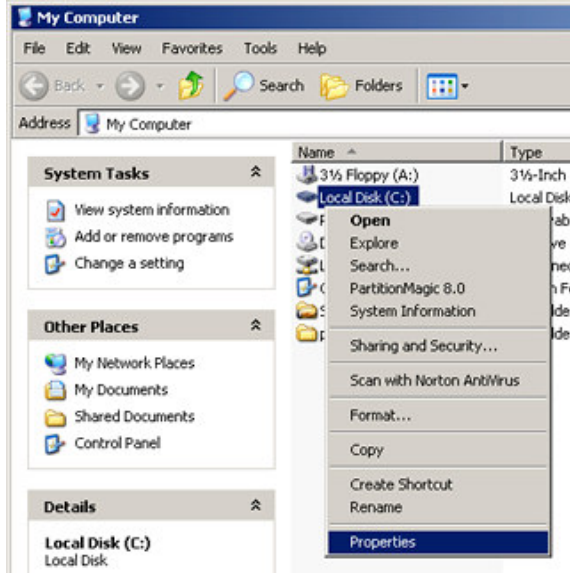 My Computer
File Edit View Favorites Tools Help
Back Search Folders
Address My Computer
Name Type
3½ Floppy (A:) 3½-Inch
Local Disk (C:) Local Disk
System Tasks
View system information
Add or remove programs
Change a setting
Other Places
My Network Places
My Documents
Shared Documents
Control Panel
Details
Local Disk (C:)
Local Disk
Open
Explore
Search...
PartitionMagic 8.0
System Information
Sharing and Security...
Scan with Norton AntiVirus
Format...
Copy
Create Shortcut
Rename
Properties